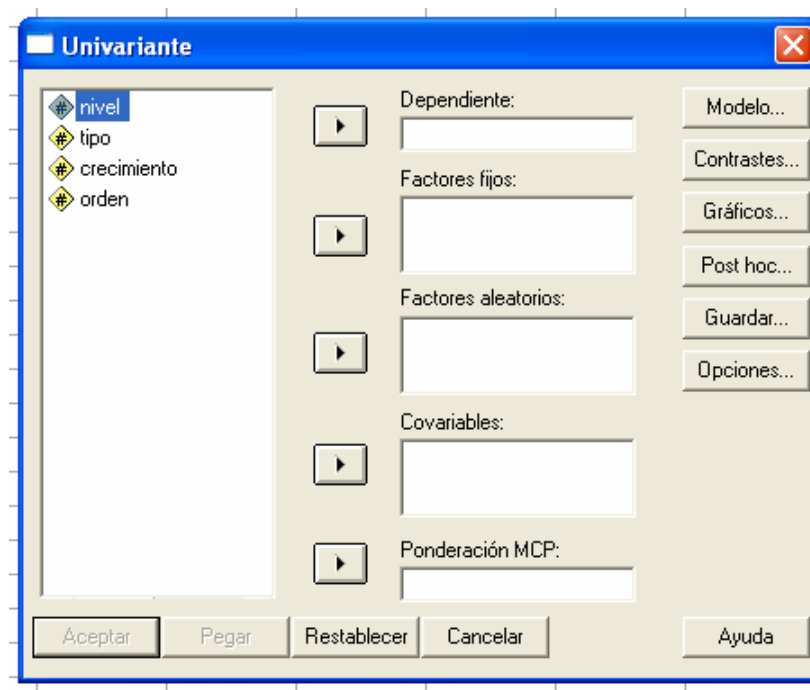 Univariante
# nivel
# tipo
# crecimiento
# orden
Dependiente:
Factores fijos:
Factores aleatorios:
Covariables:
Ponderación MCP:
Modelo...
Contrastes...
Gráficos...
Post hoc...
Guardar...
Opciones...
Aceptar
Pegar
Restablecer
Cancelar
Ayuda